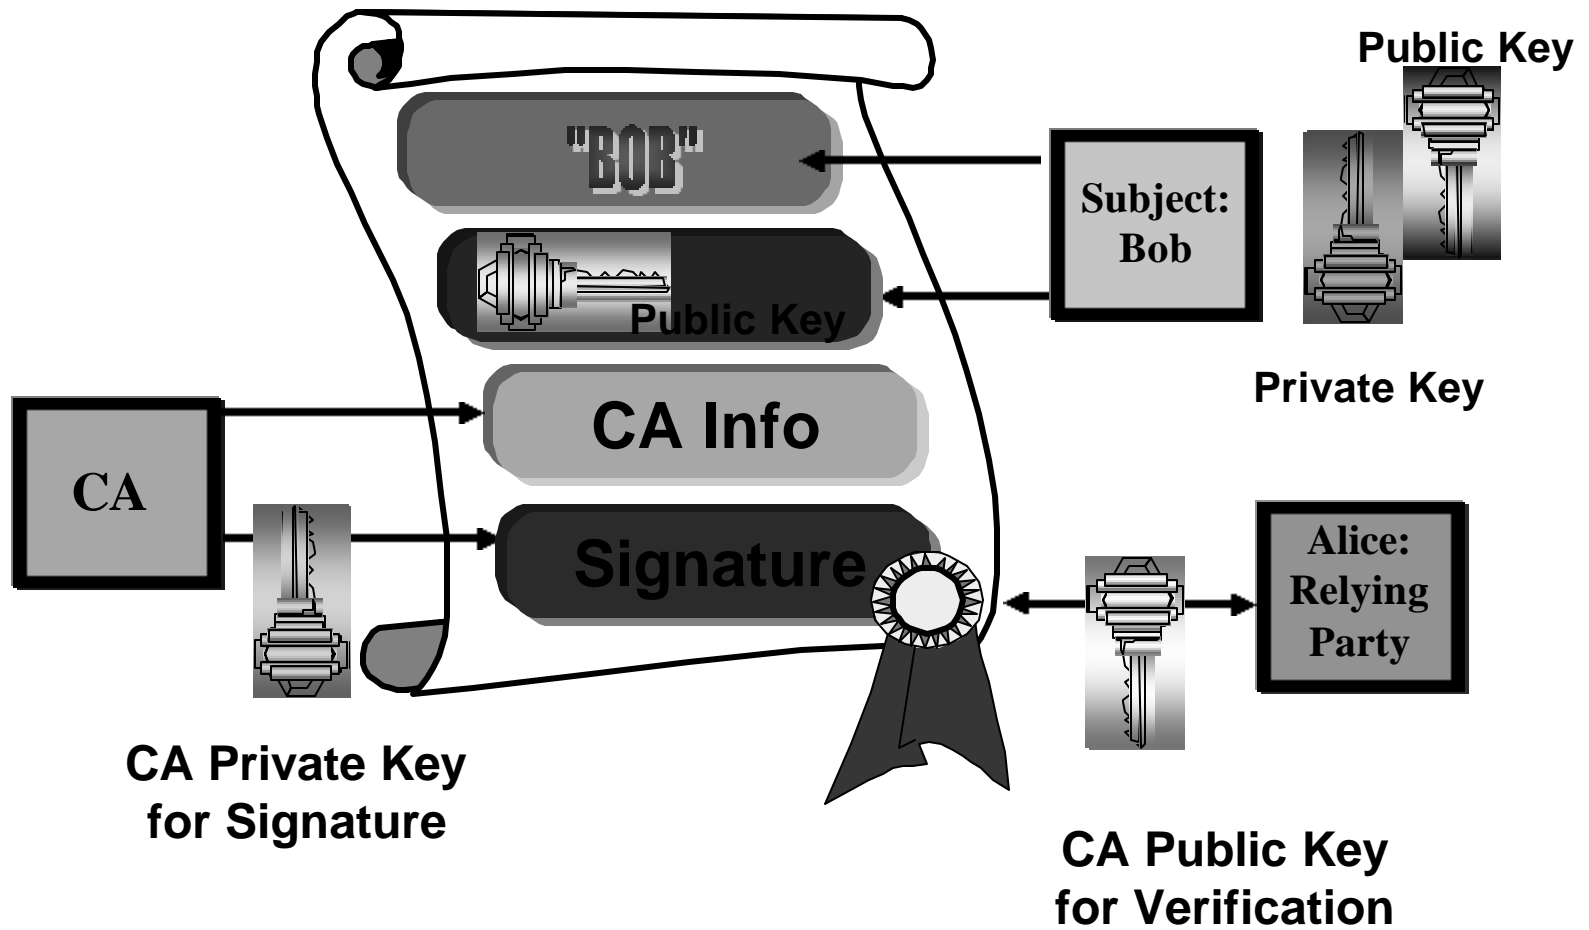 Public Key
"BOB"
Subject:
Bob
Public Key
Private Key
CA Info
CA
Signature
Alice:
Relying
Party
CA Private Key
for Signature
CA Public Key
for Verification